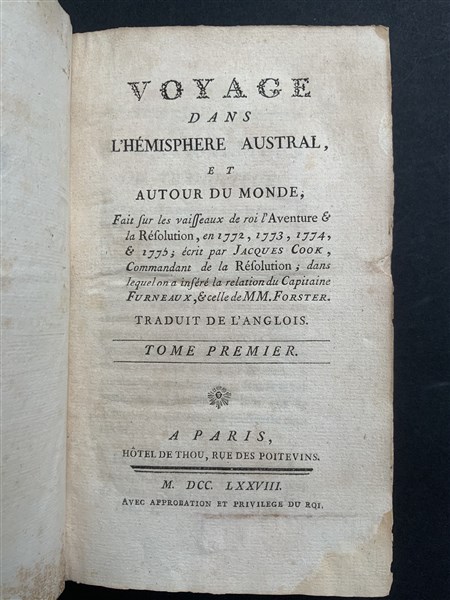 VOYAGE
DANS
L'HÉMISPHERE AUSTRAL,
ET
AUTOUR DU MONDE,
Fait ſur les vaiſſeaux de roi l'Aventure &
la Réſolution, en 1772, 1773, 1774,
& 1775; écrit par JACQUES COOK,
Commandant de la Réſolution; dans
lequel on a inſéré la relation du Capitaine
FURNEAUX, & celle de MM. FORSTER.
TRADUIT DE L'ANGLOIS.
TOME PREMIER.
A PARIS,
HÔTEL DE THOU, RUE DES POITEVINS.
M. DCC. LXXVIII.
AVEC APPROBATION ET PRIVILEGE DU ROI.